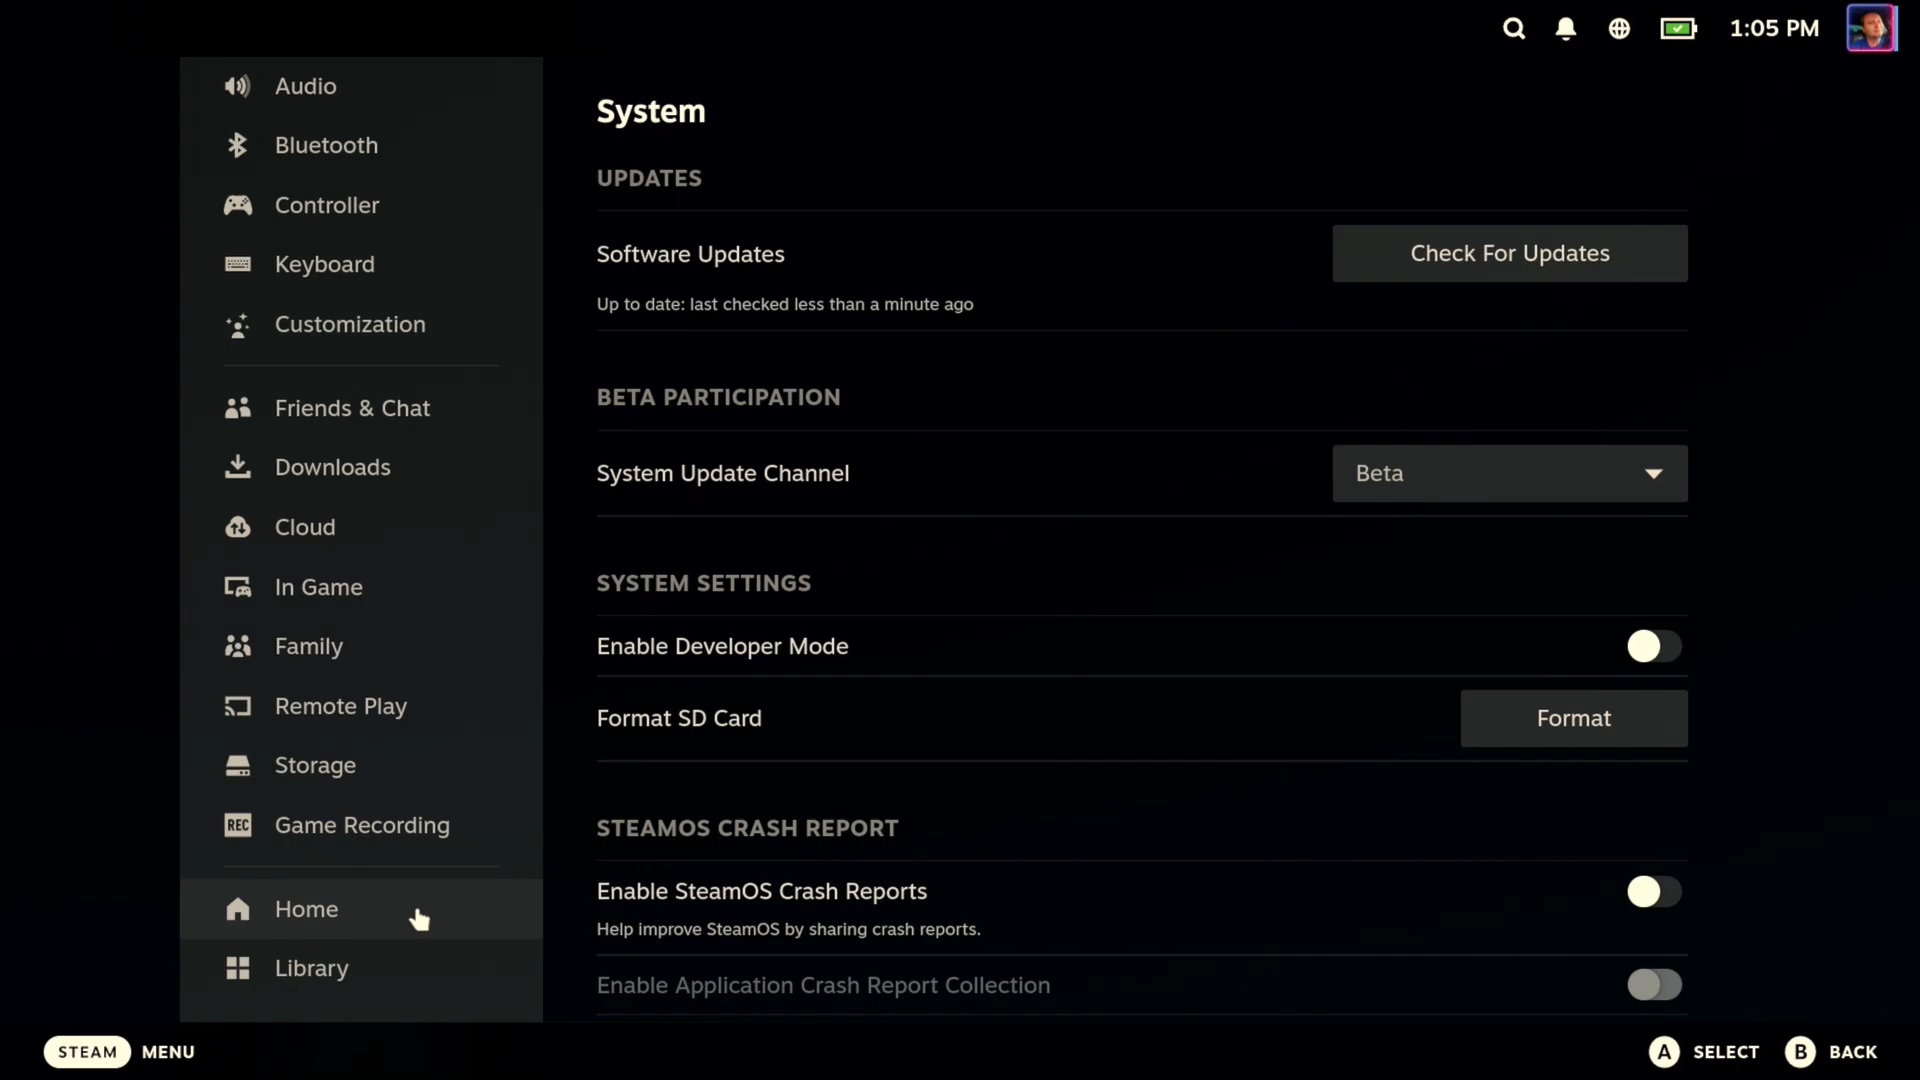 1:05 PM
Audio
Bluetooth
Controller
Keyboard
Customization
Friends & Chat
Downloads
Cloud
In Game
Family
Remote Play
Storage
REC Game Recording
Home
Library
System
UPDATES
Software Updates
Check For Updates
Up to date: last checked less than a minute ago
BETA PARTICIPATION
System Update Channel
Beta
SYSTEM SETTINGS
Enable Developer Mode
Format SD Card
Format
STEAMOS CRASH REPORT
Enable SteamOS Crash Reports
Help improve SteamOS by sharing crash reports.
Enable Application Crash Report Collection
STEAM MENU
A SELECT B BACK